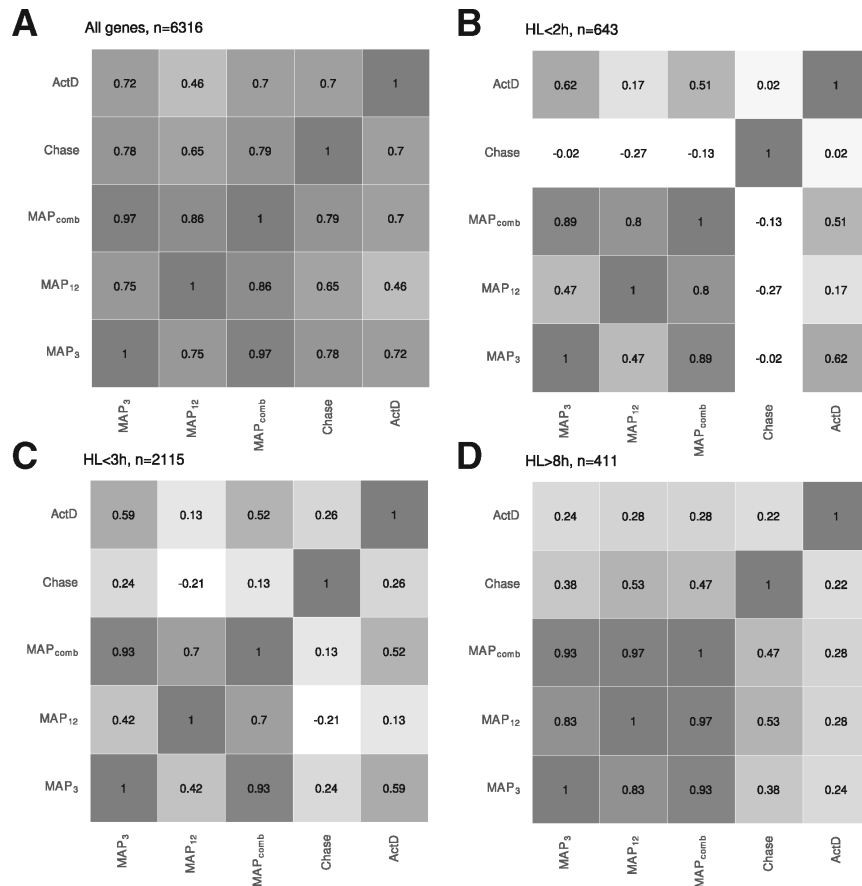 A
All genes, n=6316
ActD 0.72 0.46 0.7 0.7 1
Chase 0.78 0.65 0.79 1 0.7
MAPcomb 0.97 0.86 1 0.79 0.7
MAP12 0.75 1 0.86 0.65 0.46
MAP3 1 0.75 0.97 0.78 0.72
MAP3 MAP12 MAPcomb Chase ActD
B
HL<2h, n=643
ActD 0.62 0.17 0.51 0.02 1
Chase -0.02 -0.27 -0.13 1 0.02
MAPcomb 0.89 0.8 1 -0.13 0.51
MAP12 0.47 1 0.8 -0.27 0.17
MAP3 1 0.47 0.89 -0.02 0.62
MAP3 MAP12 MAPcomb Chase ActD
C
HL<3h, n=2115
ActD 0.59 0.13 0.52 0.26 1
Chase 0.24 -0.21 0.13 1 0.26
MAPcomb 0.93 0.7 1 0.13 0.52
MAP12 0.42 1 0.7 -0.21 0.13
MAP3 1 0.42 0.93 0.24 0.59
MAP3 MAP12 MAPcomb Chase ActD
D
HL>8h, n=411
ActD 0.24 0.28 0.28 0.22 1
Chase 0.38 0.53 0.47 1 0.22
MAPcomb 0.93 0.97 1 0.47 0.28
MAP12 0.83 1 0.97 0.53 0.28
MAP3 1 0.83 0.93 0.38 0.24
MAP3 MAP12 MAPcomb Chase ActD